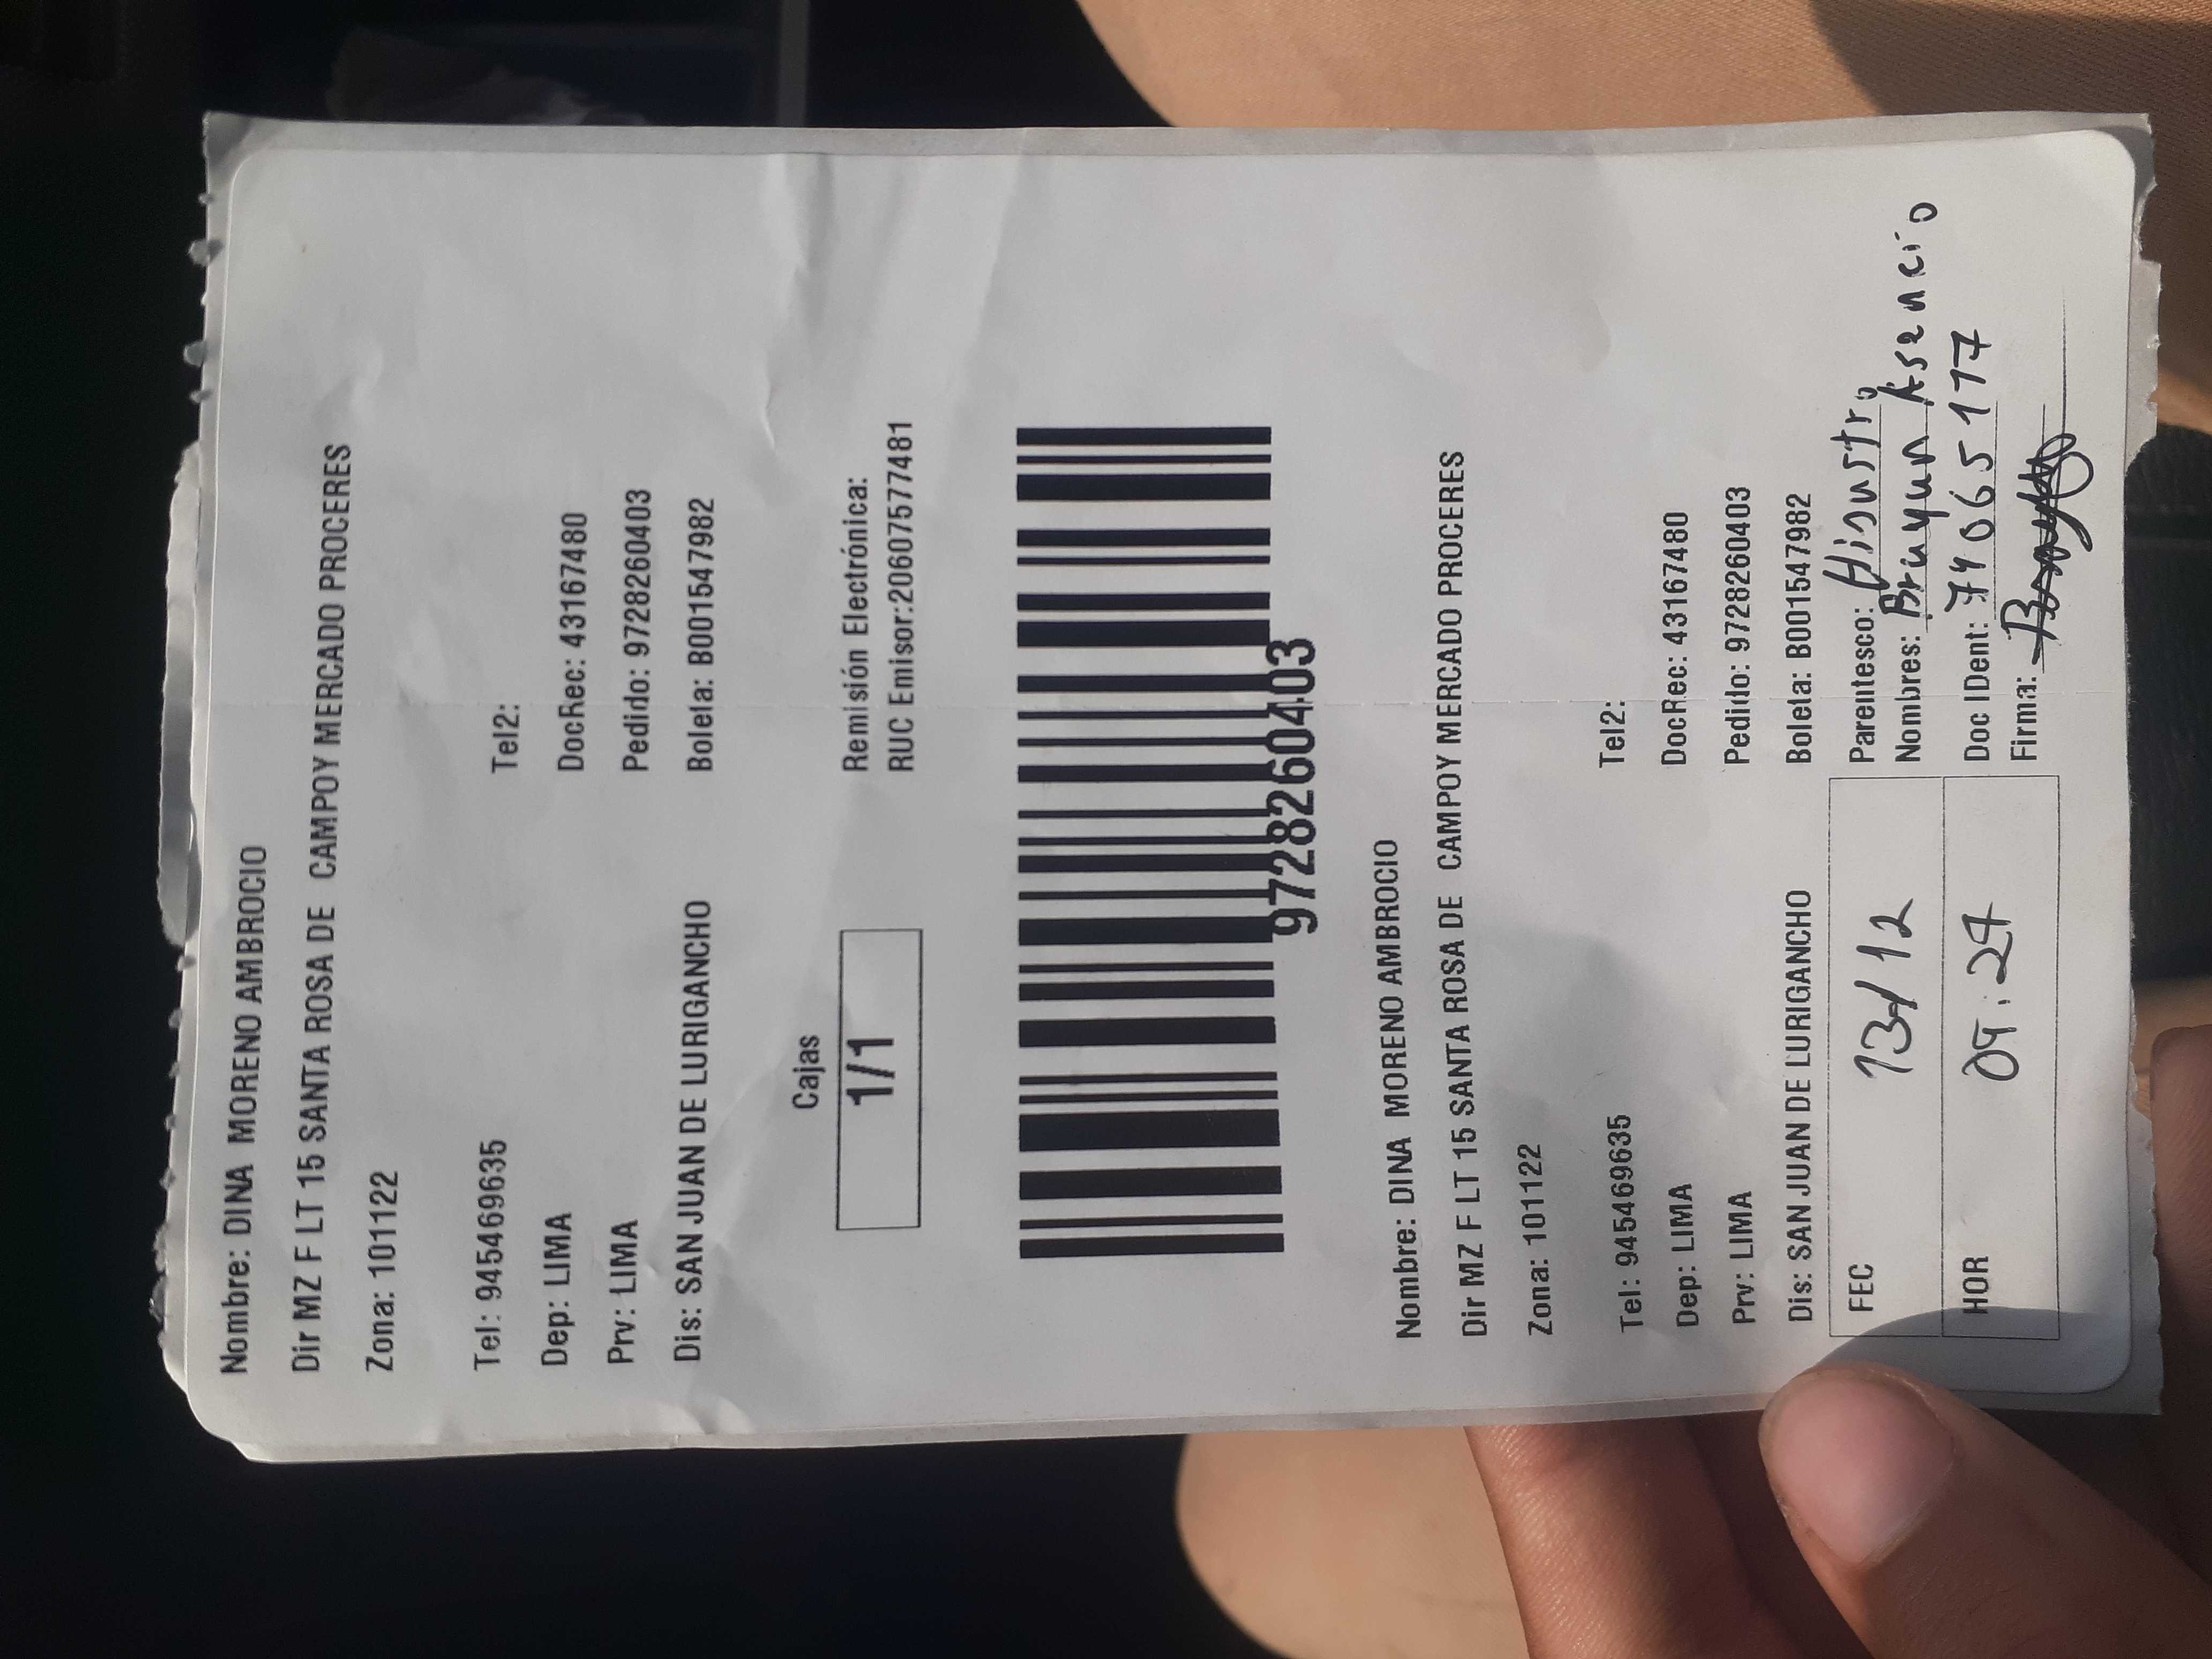 Nombre: DINA MORENO AMBROCIO
Dir MZ F LT 15 SANTA ROSA DE CAMPOY MERCADO PROCERES
Zona: 101122
Tel: 945469635 Tel2:
Dep: LIMA DocRec: 43167480
Prv: LIMA Pedido: 9728260403
Dis: SAN JUAN DE LURIGANCHO Boleta: B001547982
Cajas
1/1
Remisión Electrónica:
RUC Emisor:20607577481
9728260403
Nombre: DINA MORENO AMBROCIO
Dir MZ F LT 15 SANTA ROSA DE CAMPOY MERCADO PROCERES
Zona: 101122
Tel: 945469635 Tel2:
Dep: LIMA DocRec: 43167480
Prv: LIMA Pedido: 9728260403
Dis: SAN JUAN DE LURIGANCHO Boleta: B001547982
FEC 13/12
HOR 09:27
Parentesco:
Nombres: Brayun Asencio
Doc IDent: 74065177
Firma: